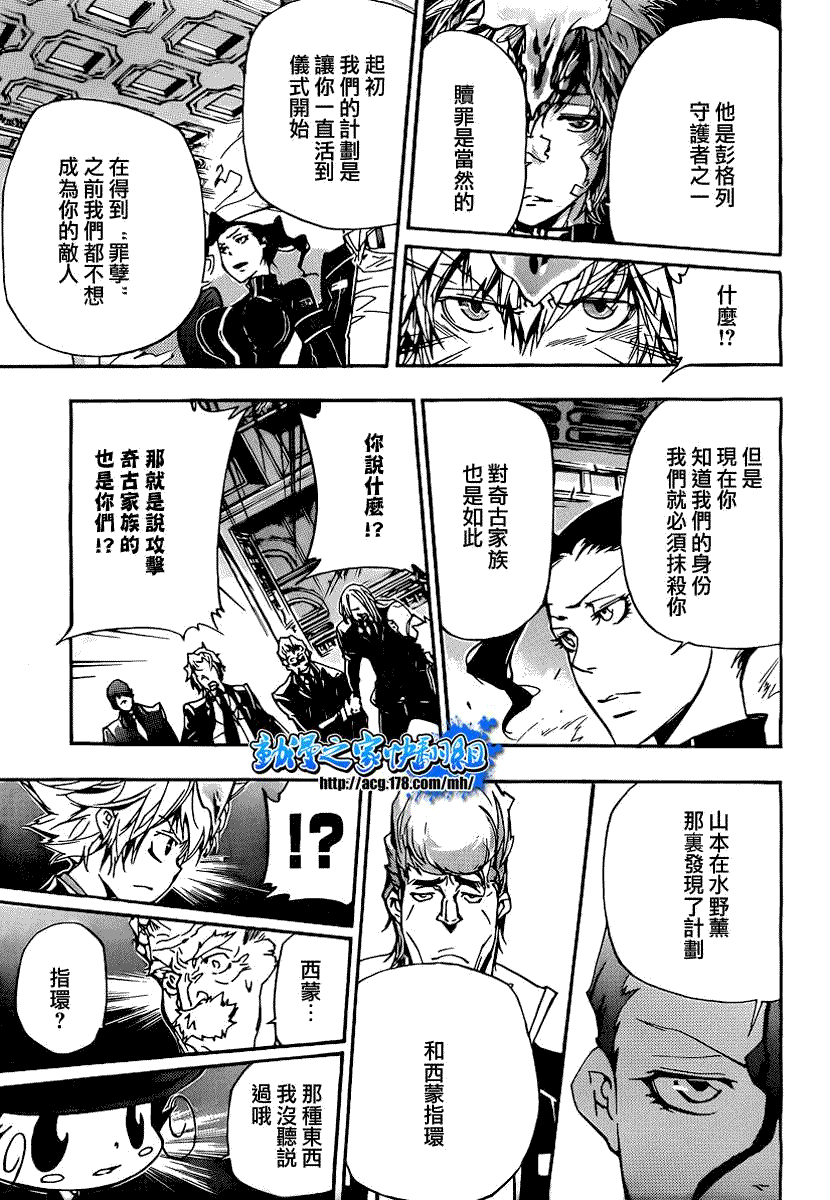 他是彭格列
守護者之一
贖罪是當然的
什麼!?
起初
我們的計劃是
讓你一直活到
儀式開始
在得到“罪孽”
之前我們都不想
成為你的敵人
但是
現在你
知道我們的身份
我們就必須抹殺你
對奇古家族
也是如此
你說什麼!?
那就是說攻擊
奇古家族的
也是你們!?
動漫之家快翻組
http://acg.178.com/mh/
山本在水野薰
那裏發現了計劃
和西蒙指環
!?
西蒙…
指環?
那種東西
我沒聽說
過哦